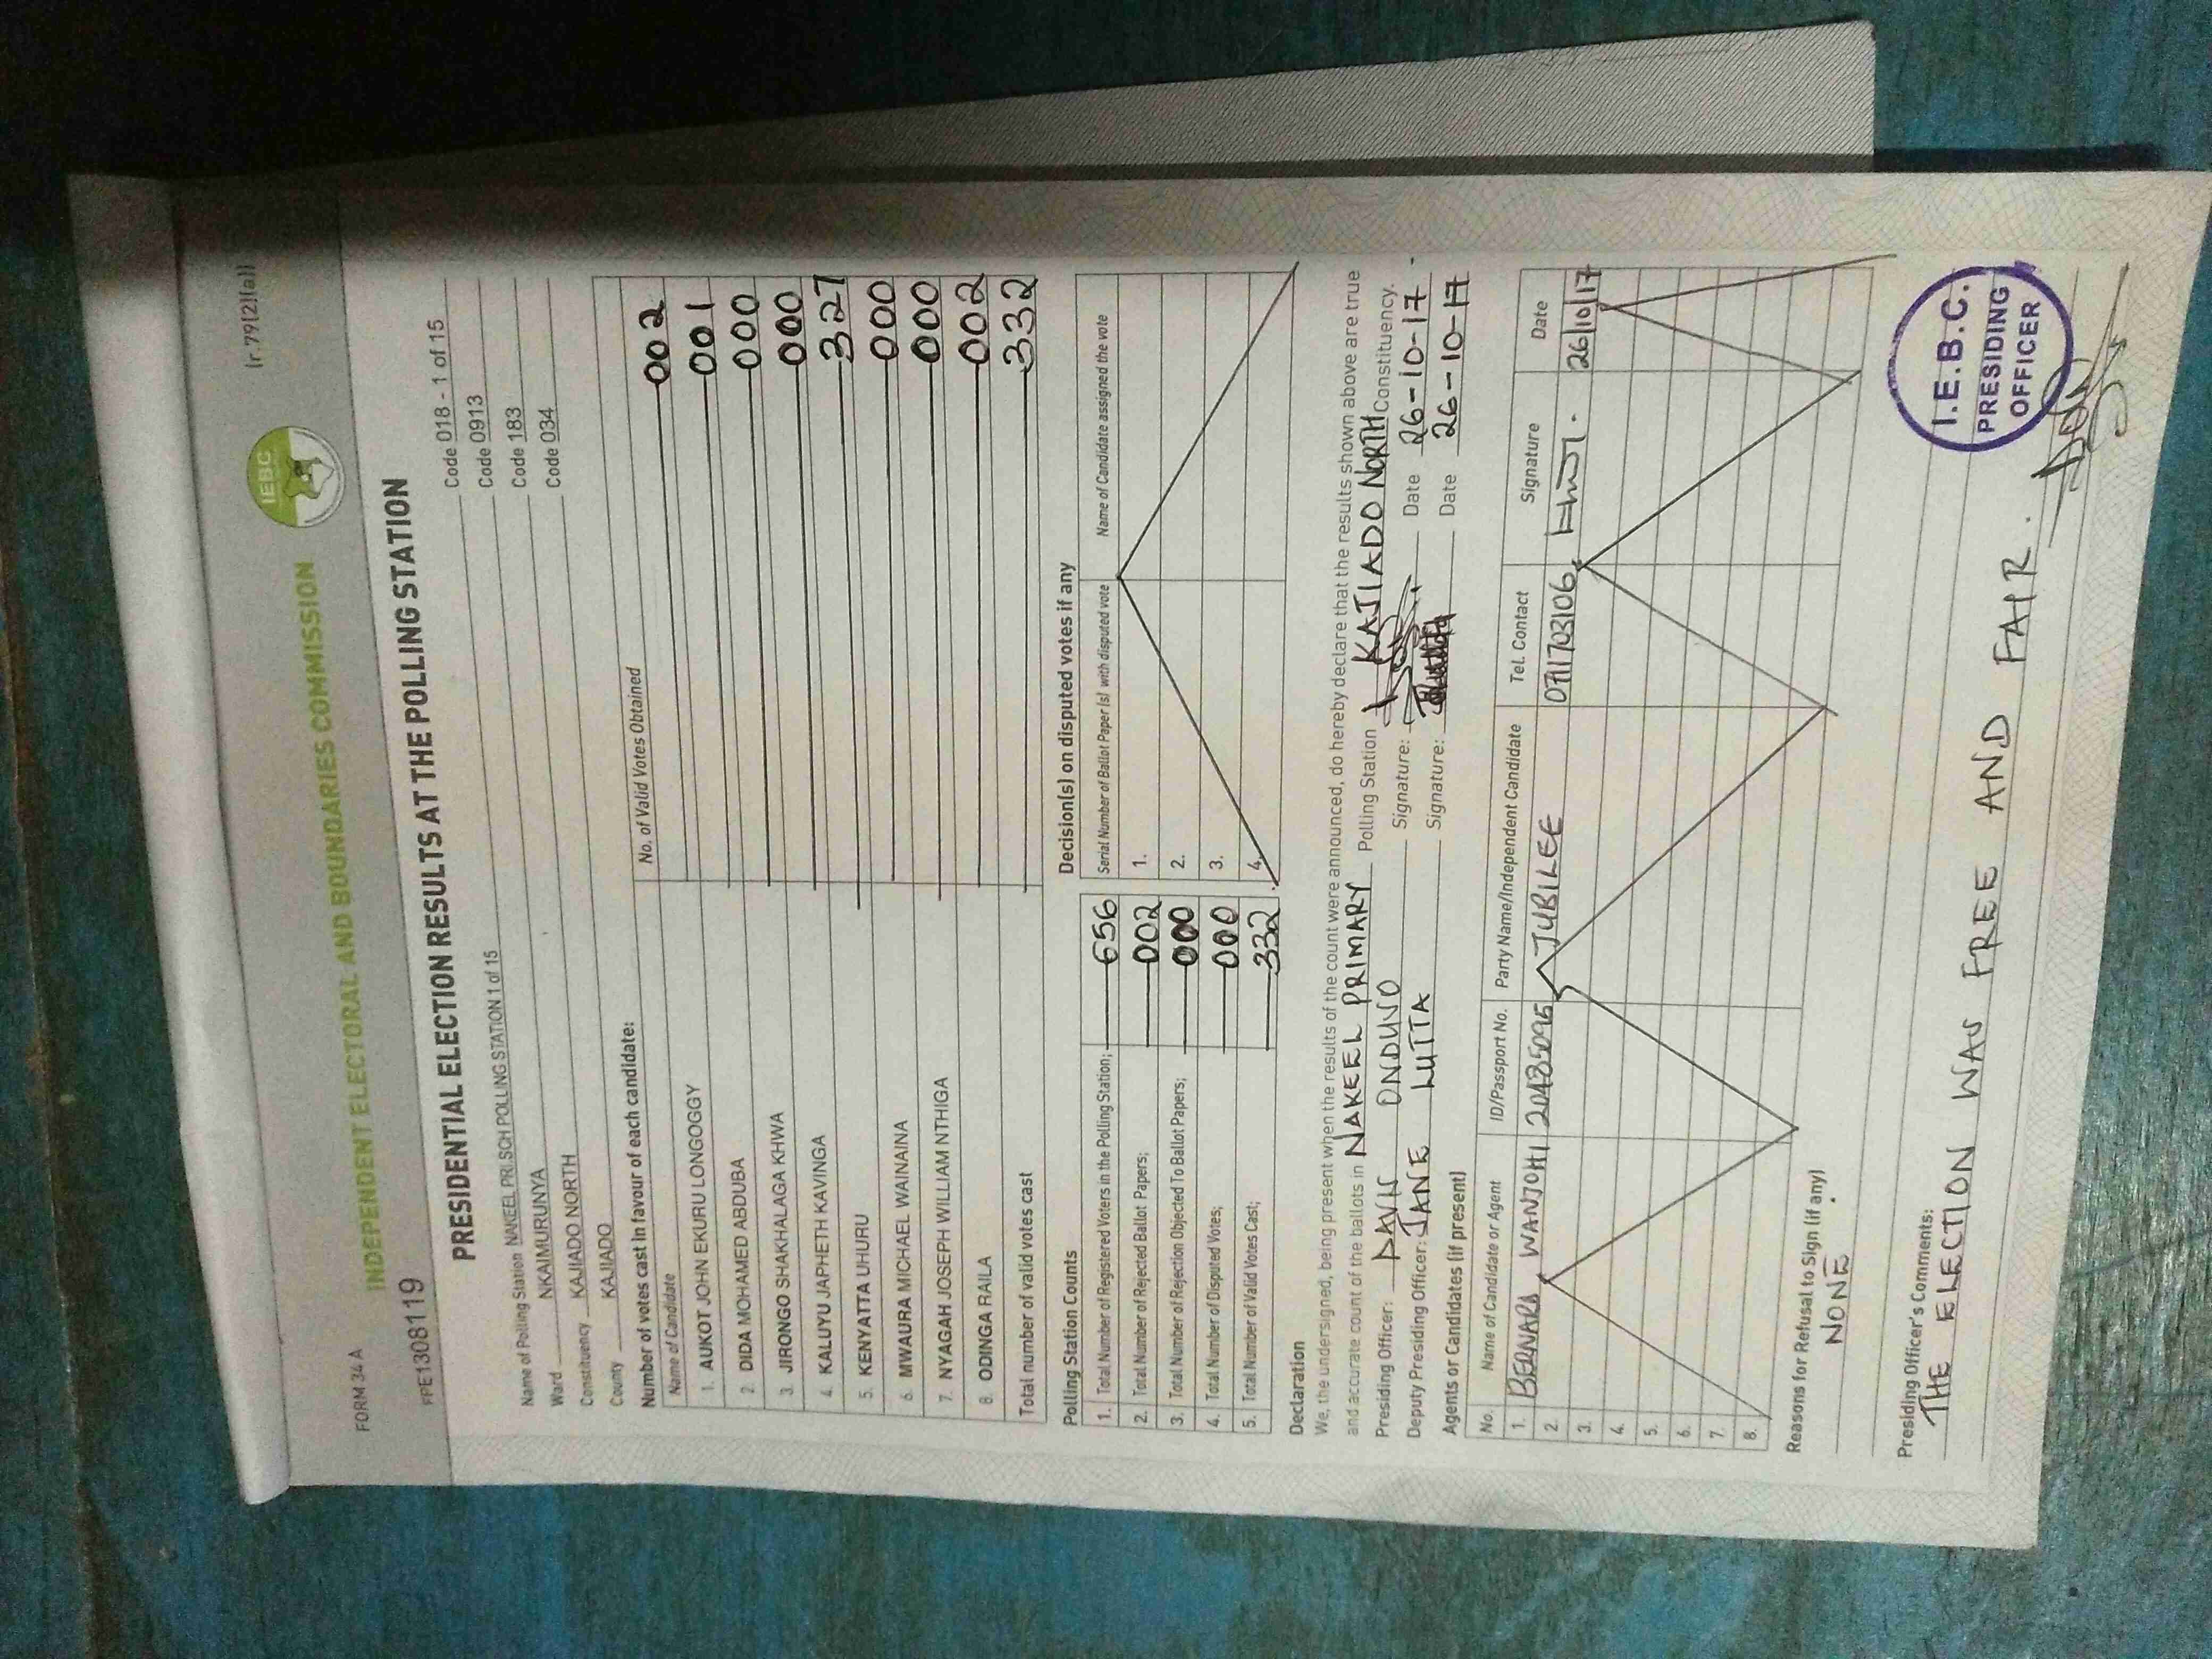 FORM 34 A
(r. 79(2)(a))
INDEPENDENT ELECTORAL AND BOUNDARIES COMMISSION
IEBC
FPE1308119
PRESIDENTIAL ELECTION RESULTS AT THE POLLING STATION
Name of Polling Station NAKEEL PRI.SCH POLLING STATION 1 of 15 Code 018 - 1 of 15
Ward NKAIMURUNYA Code 0913
Constituency KAJIADO NORTH Code 183
County KAJIADO Code 034
Number of votes cast in favour of each candidate:
Name of Candidate No. of Valid Votes Obtained
1. AUKOT JOHN EKURU LONGOGGY 002
2. DIDA MOHAMED ABDUBA 001
3. JIRONGO SHAKHALAGA KHWA 000
4. KALUYU JAPHETH KAVINGA 000
5. KENYATTA UHURU 327
6. MWAURA MICHAEL WAINAINA 000
7. NYAGAH JOSEPH WILLIAM NTHIGA 000
8. ODINGA RAILA 002
Total number of valid votes cast 332
Polling Station Counts
1. Total Number of Registered Voters in the Polling Station; 656
2. Total Number of Rejected Ballot Papers; 002
3. Total Number of Rejection Objected To Ballot Papers; 000
4. Total Number of Disputed Votes; 000
5. Total Number of Valid Votes Cast; 332
Decision(s) on disputed votes if any
Serial Number of Ballot Paper (s) with disputed vote Name of Candidate assigned the vote
1.
2.
3.
4.
Declaration
We, the undersigned, being present when the results of the count were announced, do hereby declare that the results shown above are true
and accurate count of the ballots in NAKEEL PRIMARY Polling Station KAJIADO NORTH Constituency.
Presiding Officer: DAVIS ONDUSO Signature: Date 26-10-17
Deputy Presiding Officer: JANE LUTTA Signature: Date 26-10-17
Agents or Candidates (if present)
No. Name of Candidate or Agent ID/Passport No. Party Name/Independent Candidate Tel. Contact Signature Date
1. BERNARD WANJOHI JUBILEE 0711703106 26/10/17
2.
3.
4.
5.
6.
7.
8.
Reasons for Refusal to Sign (if any)
NONE
Presiding Officer's Comments:
THE ELECTION WAS FREE AND FAIR.
I.E.B.C.
PRESIDING
OFFICER